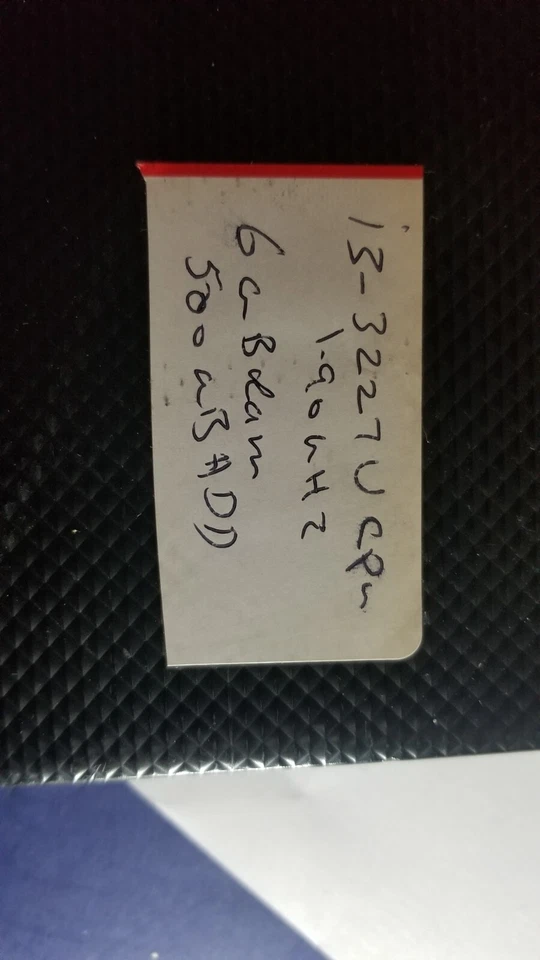 i3-3227U CPU
1.90GHZ
6GB Ram
500GB HDD